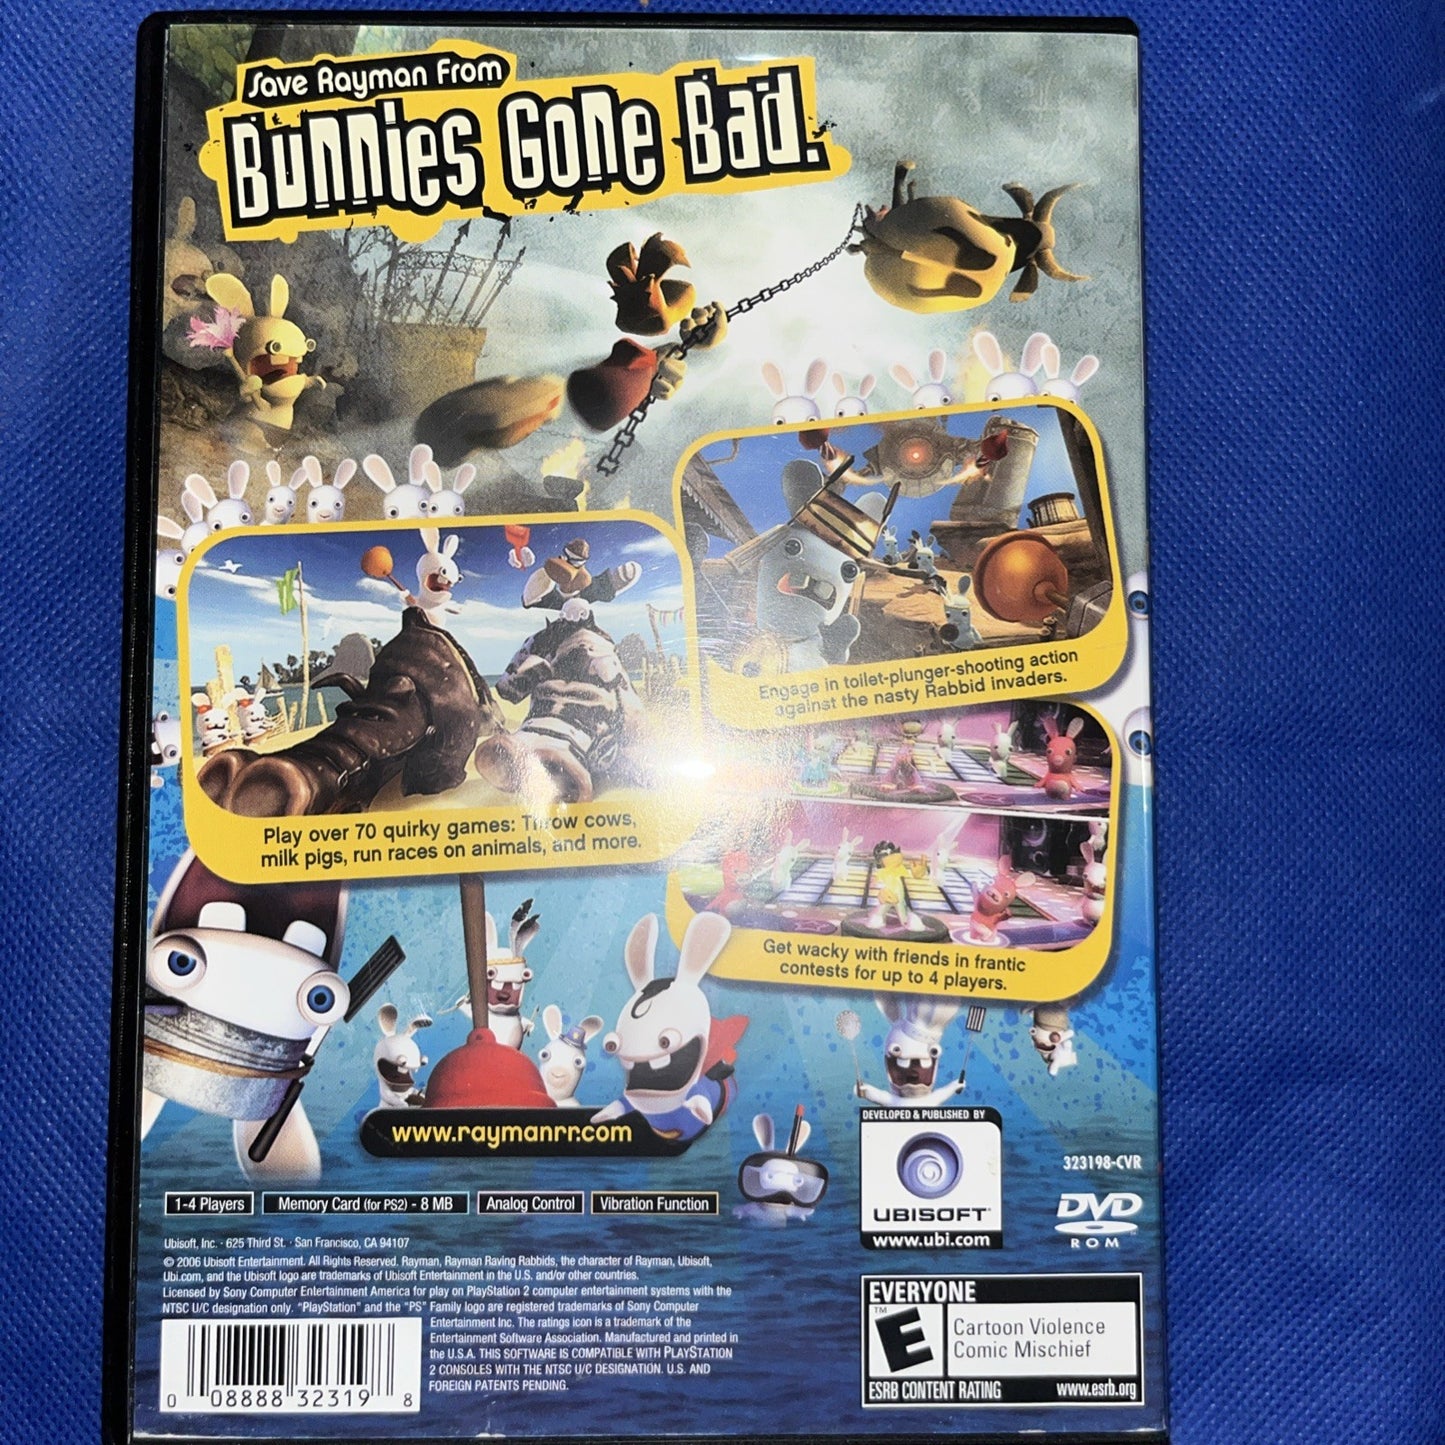 Save Rayman From
Bunnies Gone Bad.
Engage in toilet-plunger-shooting action
against the nasty Rabbid invaders.
Play over 70 quirky games: Throw cows,
milk pigs, run races on animals, and more.
Get wacky with friends in frantic
contests for up to 4 players.
www.raymanrr.com
DEVELOPED & PUBLISHED BY
UBISOFT
www.ubi.com
323198-CVR
DVD
ROM
1-4 Players
Memory Card (for PS2) - 8 MB
Analog Control
Vibration Function
Ubisoft, Inc. · 625 Third St. · San Francisco, CA 94107
© 2006 Ubisoft Entertainment. All Rights Reserved. Rayman, Rayman Raving Rabbids, the character of Rayman, Ubisoft,
Ubi.com, and the Ubisoft logo are trademarks of Ubisoft Entertainment in the U.S. and/or other countries.
Licensed by Sony Computer Entertainment America for play on PlayStation 2 computer entertainment systems with the
NTSC U/C designation only. "PlayStation" and the "PS" Family logo are registered trademarks of Sony Computer
Entertainment Inc. The ratings icon is a trademark of the
Entertainment Software Association. Manufactured and printed in
the U.S.A. THIS SOFTWARE IS COMPATIBLE WITH PLAYSTATION
2 CONSOLES WITH THE NTSC U/C DESIGNATION. U.S. AND
FOREIGN PATENTS PENDING.
0 08888 32319 8
EVERYONE
TM
E
Cartoon Violence
Comic Mischief
ESRB CONTENT RATING
www.esrb.org